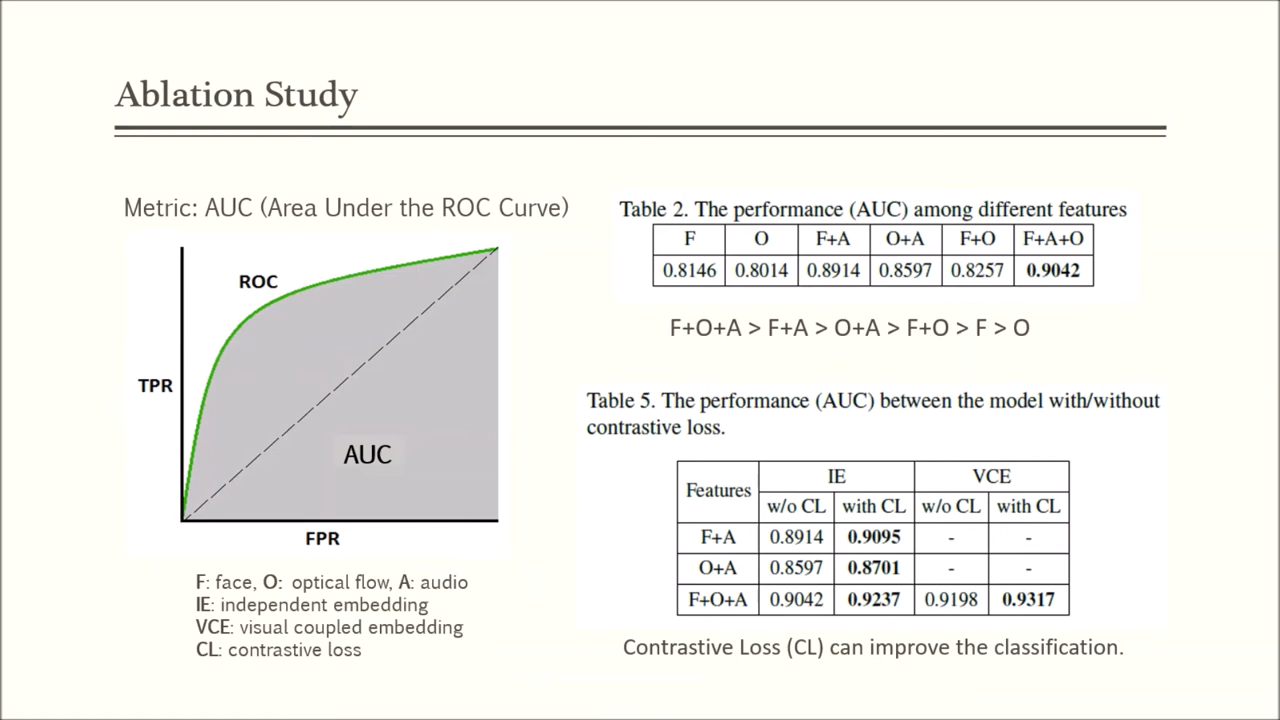 Ablation Study
Metric: AUC (Area Under the ROC Curve)
ROC
TPR
AUC
FPR
F: face, O: optical flow, A: audio
IE: independent embedding
VCE: visual coupled embedding
CL: contrastive loss
Table 2. The performance (AUC) among different features
F O F+A O+A F+O F+A+O
0.8146 0.8014 0.8914 0.8597 0.8257 0.9042
F+O+A > F+A > O+A > F+O > F > O
Table 5. The performance (AUC) between the model with/without
contrastive loss.
Features IE VCE
w/o CL with CL w/o CL with CL
F+A 0.8914 0.9095 - -
O+A 0.8597 0.8701 - -
F+O+A 0.9042 0.9237 0.9198 0.9317
Contrastive Loss (CL) can improve the classification.